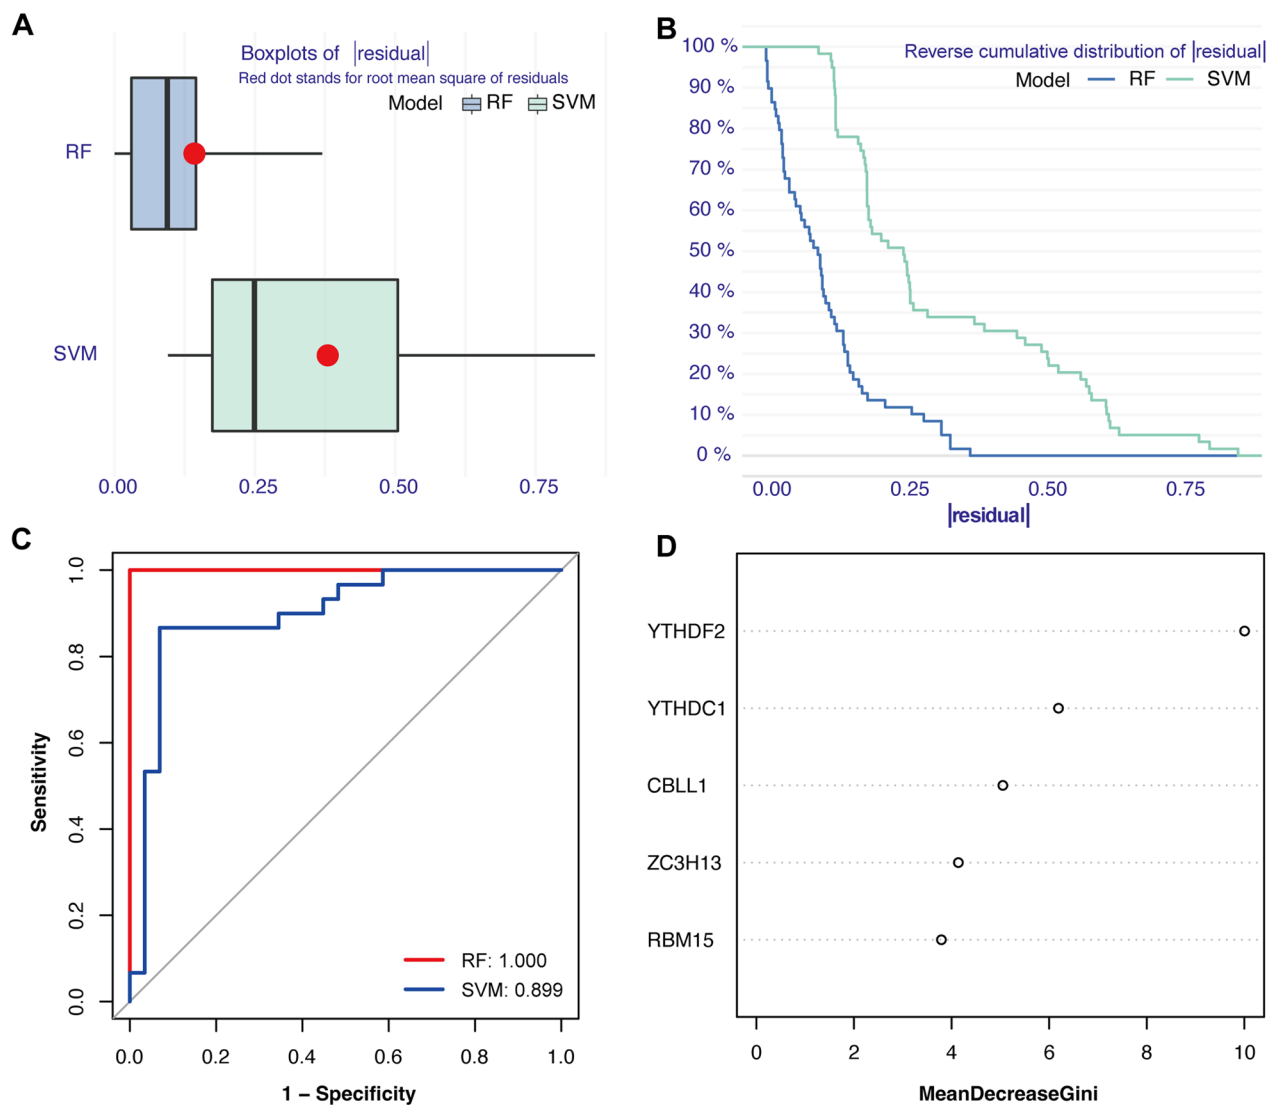 A
Boxplots of |residual|
Red dot stands for root mean square of residuals
Model RF SVM
RF
SVM
0.00 0.25 0.50 0.75
B
Reverse cumulative distribution of |residual|
Model RF SVM
100 %
90 %
80 %
70 %
60 %
50 %
40 %
30 %
20 %
10 %
0 %
0.00 0.25 0.50 0.75
|residual|
C
Sensitivity
1.0
0.8
0.6
0.4
0.2
0.0
RF: 1.000
SVM: 0.899
0.0 0.2 0.4 0.6 0.8 1.0
1 – Specificity
D
YTHDF2
YTHDC1
CBLL1
ZC3H13
RBM15
0 2 4 6 8 10
MeanDecreaseGini